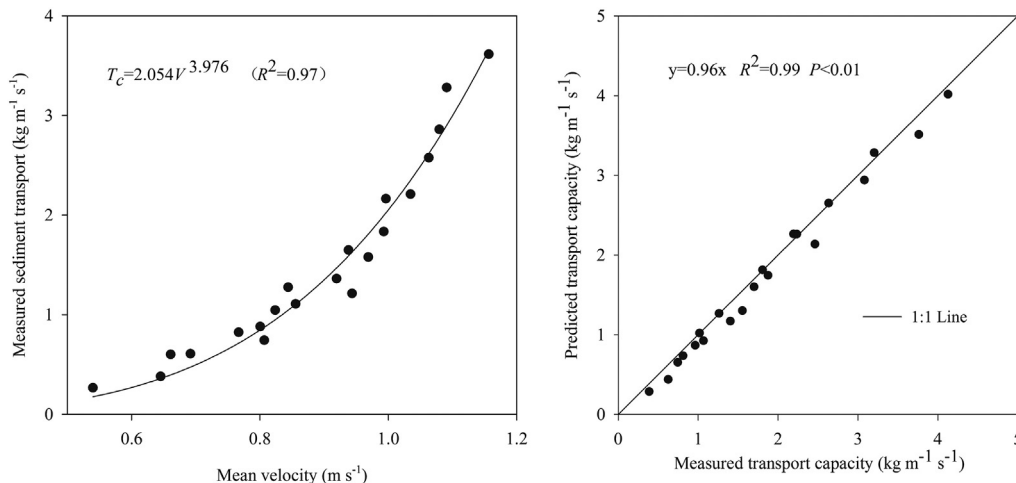 Measured sediment transport (kg m⁻¹ s⁻¹)
4
3
2
1
0
T_c=2.054V^3.976 (R²=0.97)
0.6 0.8 1.0 1.2
Mean velocity (m s⁻¹)
Predicted transport capacity (kg m⁻¹ s⁻¹)
5
4
3
2
1
0
y=0.96x R²=0.99 P<0.01
1:1 Line
0 1 2 3 4 5
Measured transport capacity (kg m⁻¹ s⁻¹)